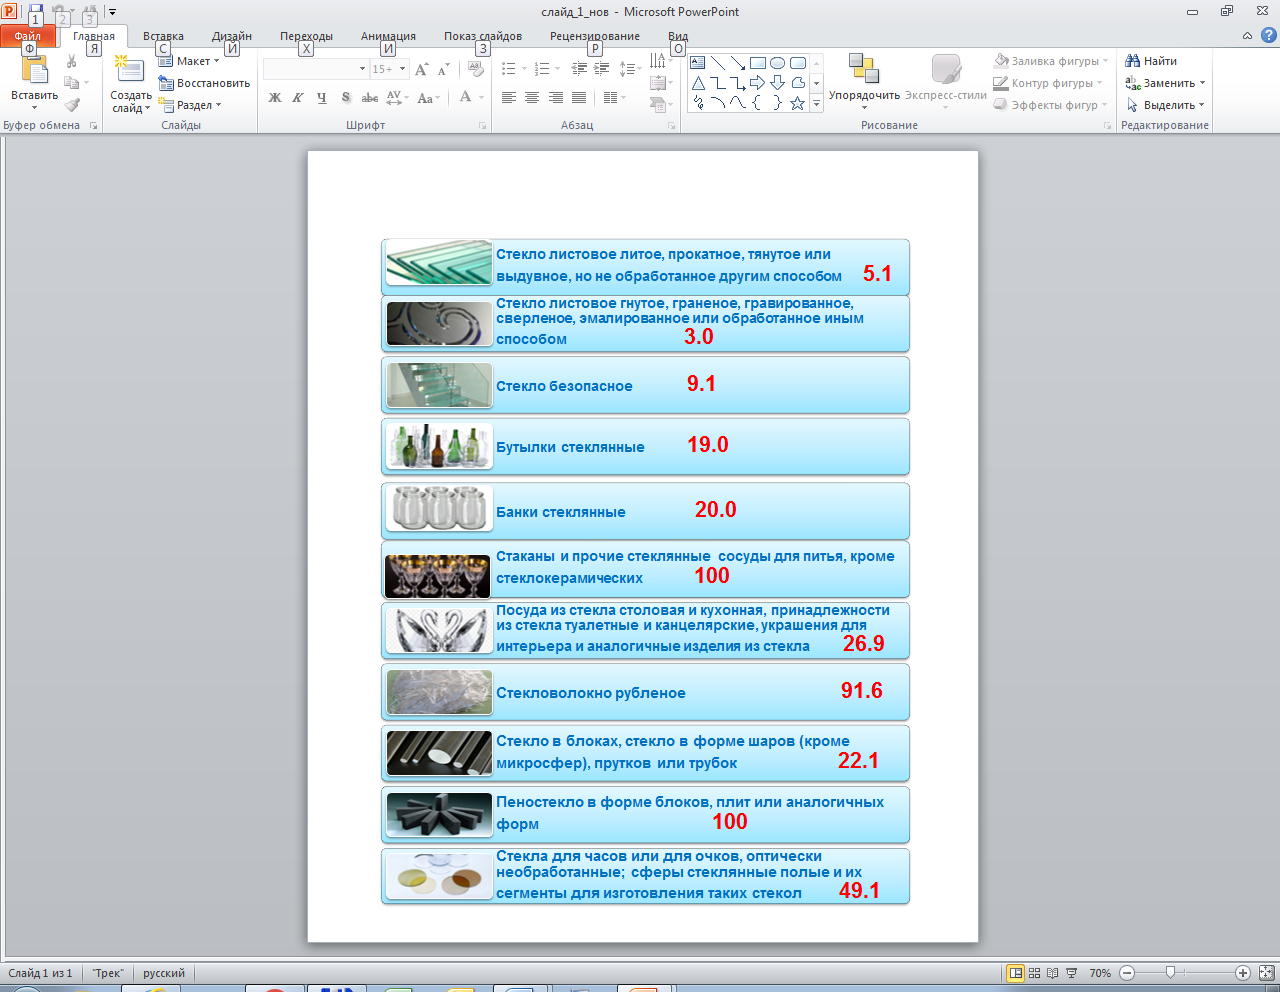 слайд_1_нов - Microsoft PowerPoint
1 2 3
Файл Главная Вставка Дизайн Переходы Анимация Показ слайдов Рецензирование Вид
Ф Я С Й Х И З Р О
Вставить
Буфер обмена
Создать слайд
Макет
Восстановить
Раздел
Слайды
15+
Ж К Ч S abc AV Aa A
Шрифт
Абзац
Упорядочить
Экспресс-стили
Заливка фигуры
Контур фигуры
Эффекты фигур
Рисование
Найти
Заменить
Выделить
Редактирование
Стекло листовое литое, прокатное, тянутое или
выдувное, но не обработанное другим способом 5.1
Стекло листовое гнутое, граненое, гравированное,
сверленое, эмалированное или обработанное иным
способом 3.0
Стекло безопасное 9.1
Бутылки стеклянные 19.0
Банки стеклянные 20.0
Стаканы и прочие стеклянные сосуды для питья, кроме
стеклокерамических 100
Посуда из стекла столовая и кухонная, принадлежности
из стекла туалетные и канцелярские, украшения для
интерьера и аналогичные изделия из стекла 26.9
Стекловолокно рубленое 91.6
Стекло в блоках, стекло в форме шаров (кроме
микросфер), прутков или трубок 22.1
Пеностекло в форме блоков, плит или аналогичных
форм 100
Стекла для часов или для очков, оптически
необработанные; сферы стеклянные полые и их
сегменты для изготовления таких стекол 49.1
Слайд 1 из 1 "Трек" русский 70%